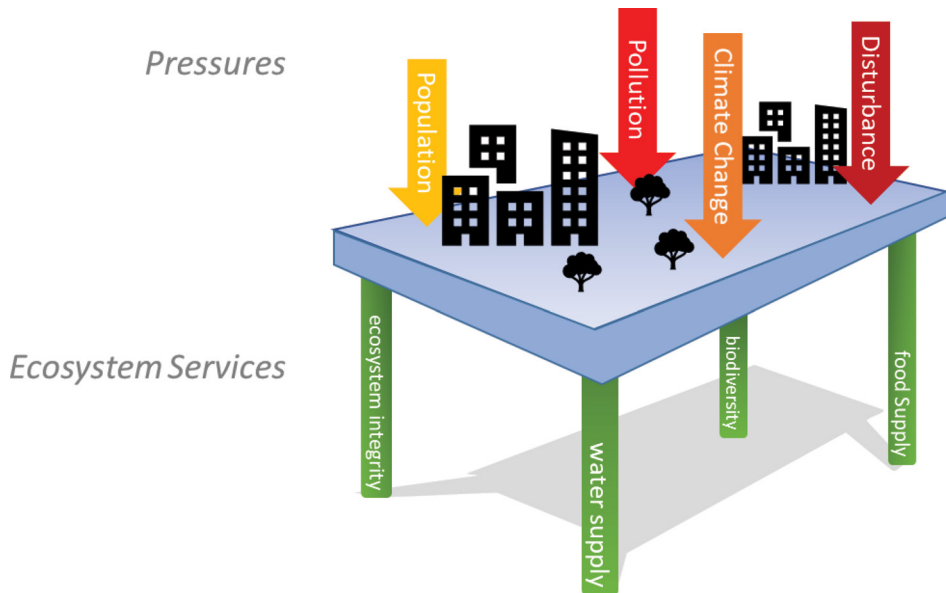 Pressures
Population
Pollution
Climate Change
Disturbance
Ecosystem Services
ecosystem integrity
water supply
biodiversity
food Supply